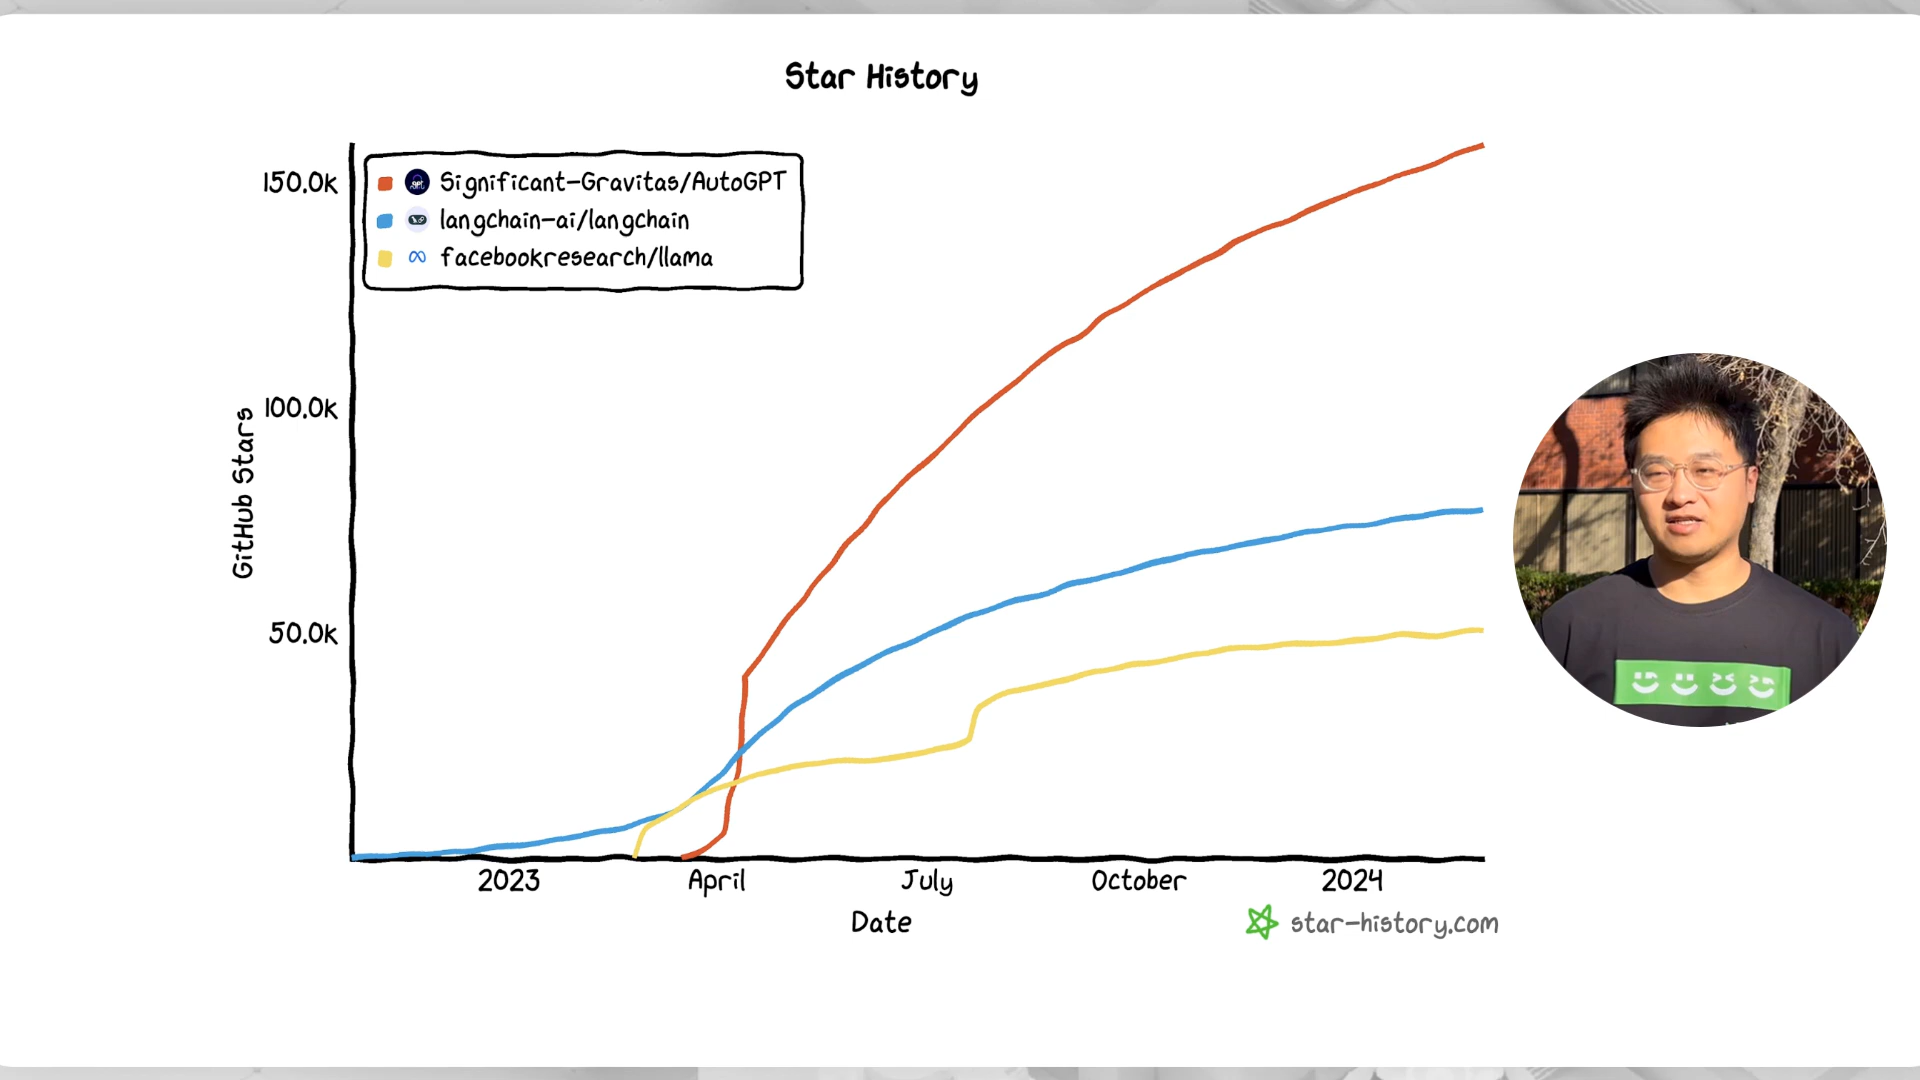 Star History
150.0k
100.0k
50.0k
GitHub Stars
Significant-Gravitas/AutoGPT
langchain-ai/langchain
facebookresearch/llama
2023 April July October 2024
Date
star-history.com